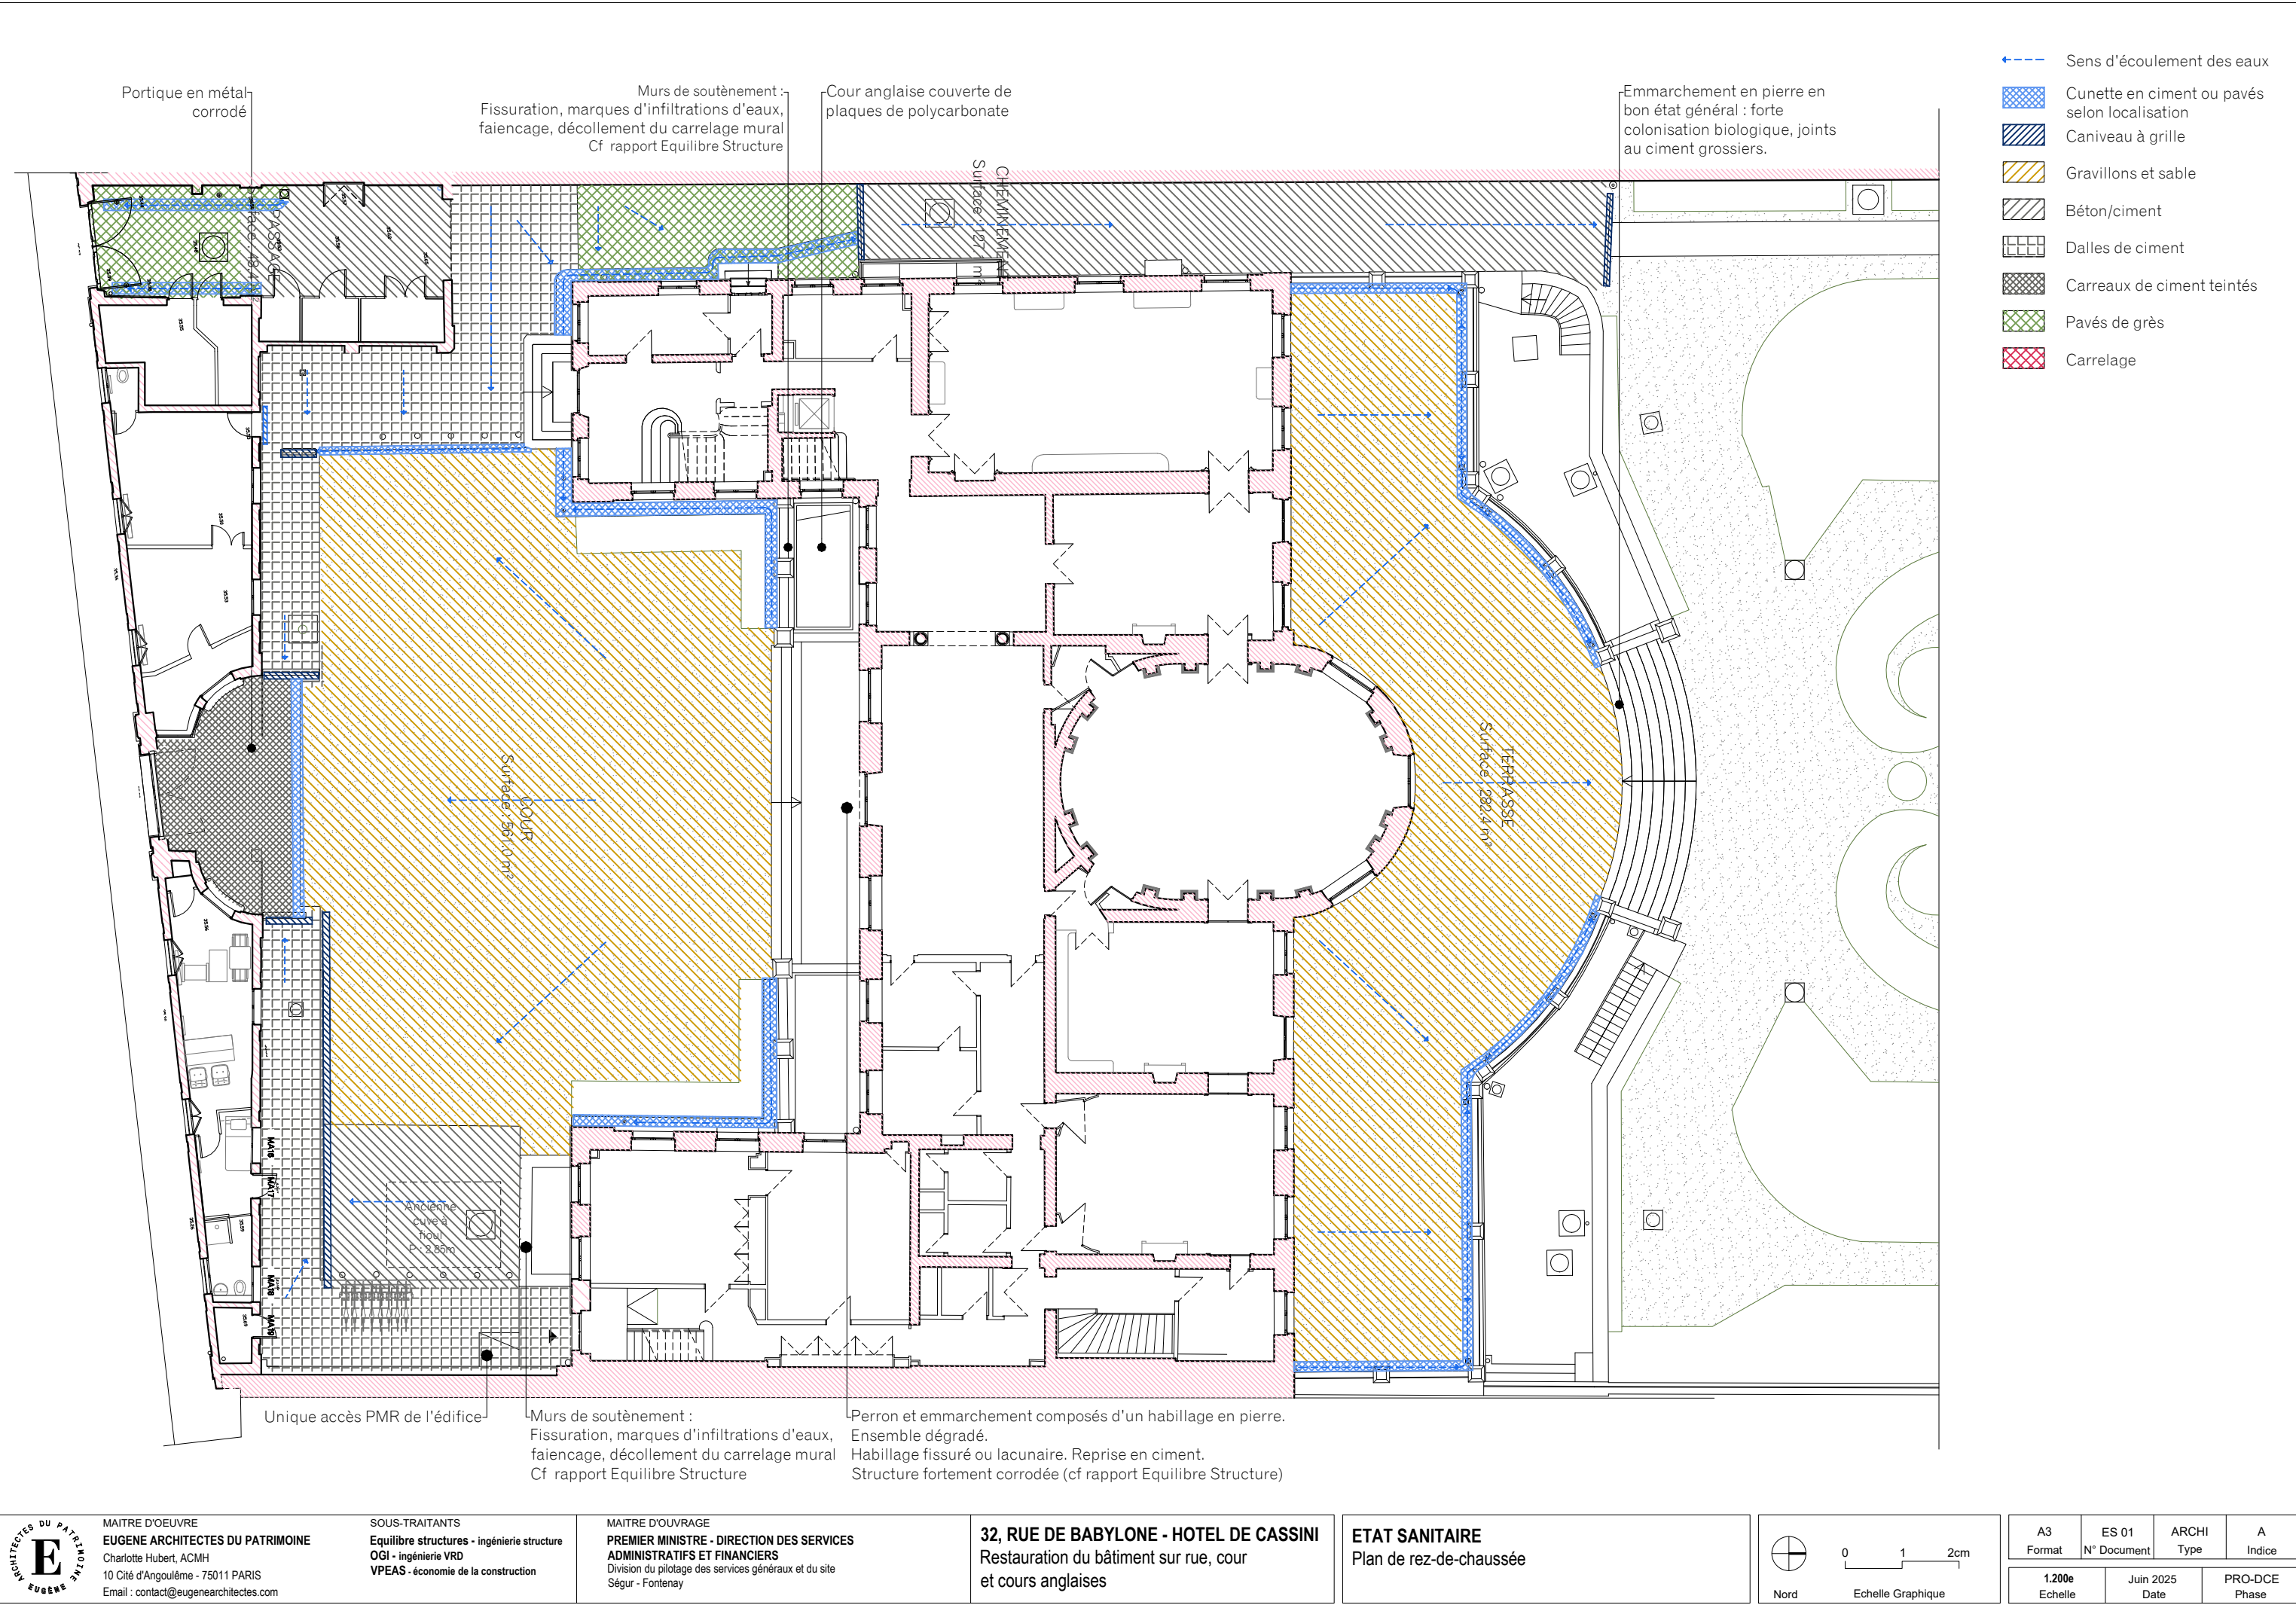 Portique en métal
corrodé
Murs de soutènement :
Fissuration, marques d'infiltrations d'eaux,
faiencage, décollement du carrelage mural
Cf rapport Equilibre Structure
Cour anglaise couverte de
plaques de polycarbonate
Emmarchement en pierre en
bon état général : forte
colonisation biologique, joints
au ciment grossiers.
Sens d'écoulement des eaux
Cunette en ciment ou pavés
selon localisation
Caniveau à grille
Gravillons et sable
Béton/ciment
Dalles de ciment
Carreaux de ciment teintés
Pavés de grès
Carrelage
PASSAGE
CHEMINEMENT
COUR
Surface : 561.0 m²
TERRASSE
Surface : 282.4 m²
Ancienne
cuve à
fioul
P : 2.85m
MA16
MA17
MA18
MA19
Unique accès PMR de l'édifice
Murs de soutènement :
Fissuration, marques d'infiltrations d'eaux,
faiencage, décollement du carrelage mural
Cf rapport Equilibre Structure
Perron et emmarchement composés d'un habillage en pierre.
Ensemble dégradé.
Habillage fissuré ou lacunaire. Reprise en ciment.
Structure fortement corrodée (cf rapport Equilibre Structure)
ARCHITECTES DU PATRIMOINE
E
EUGÈNE
MAITRE D'OEUVRE
EUGENE ARCHITECTES DU PATRIMOINE
Charlotte Hubert, ACMH
10 Cité d'Angoulême - 75011 PARIS
Email : contact@eugenearchitectes.com
SOUS-TRAITANTS
Equilibre structures - ingénierie structure
OGI - ingénierie VRD
VPEAS - économie de la construction
MAITRE D'OUVRAGE
PREMIER MINISTRE - DIRECTION DES SERVICES
ADMINISTRATIFS ET FINANCIERS
Division du pilotage des services généraux et du site
Ségur - Fontenay
32, RUE DE BABYLONE - HOTEL DE CASSINI
Restauration du bâtiment sur rue, cour
et cours anglaises
ETAT SANITAIRE
Plan de rez-de-chaussée
Nord
0 1 2cm
Echelle Graphique
A3 ES 01 ARCHI A
Format N° Document Type Indice
1.200e Juin 2025 PRO-DCE
Echelle Date Phase